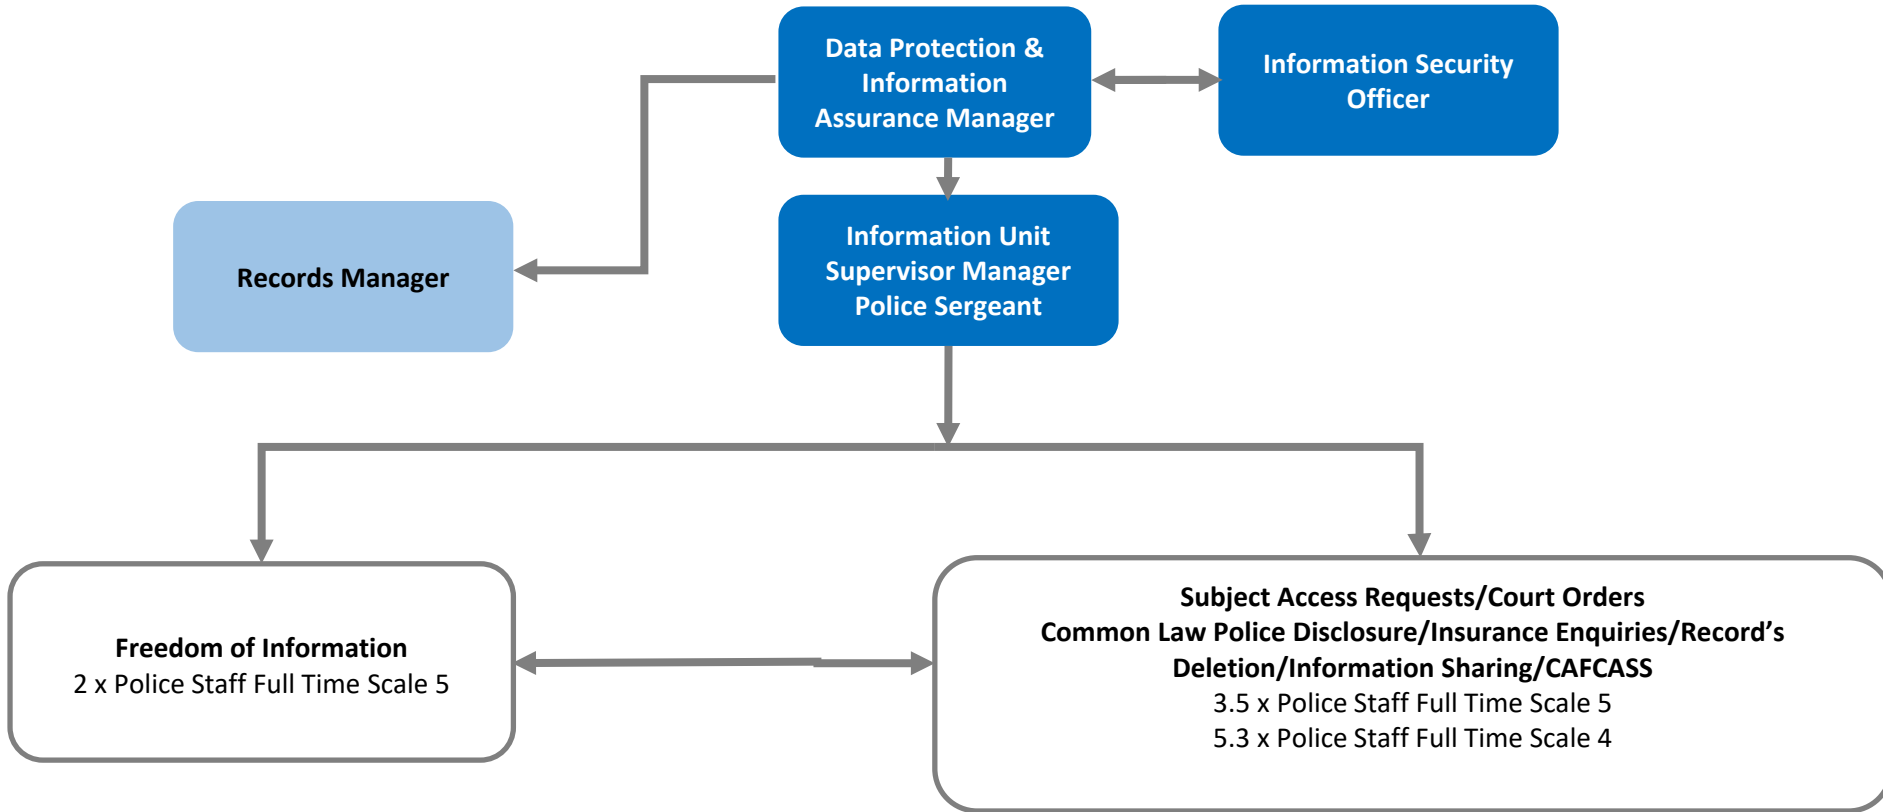 Data Protection &
Information
Assurance Manager
Information Security
Officer
Records Manager
Information Unit
Supervisor Manager
Police Sergeant
Freedom of Information
2 x Police Staff Full Time Scale 5
Subject Access Requests/Court Orders
Common Law Police Disclosure/Insurance Enquiries/Record’s
Deletion/Information Sharing/CAFCASS
3.5 x Police Staff Full Time Scale 5
5.3 x Police Staff Full Time Scale 4